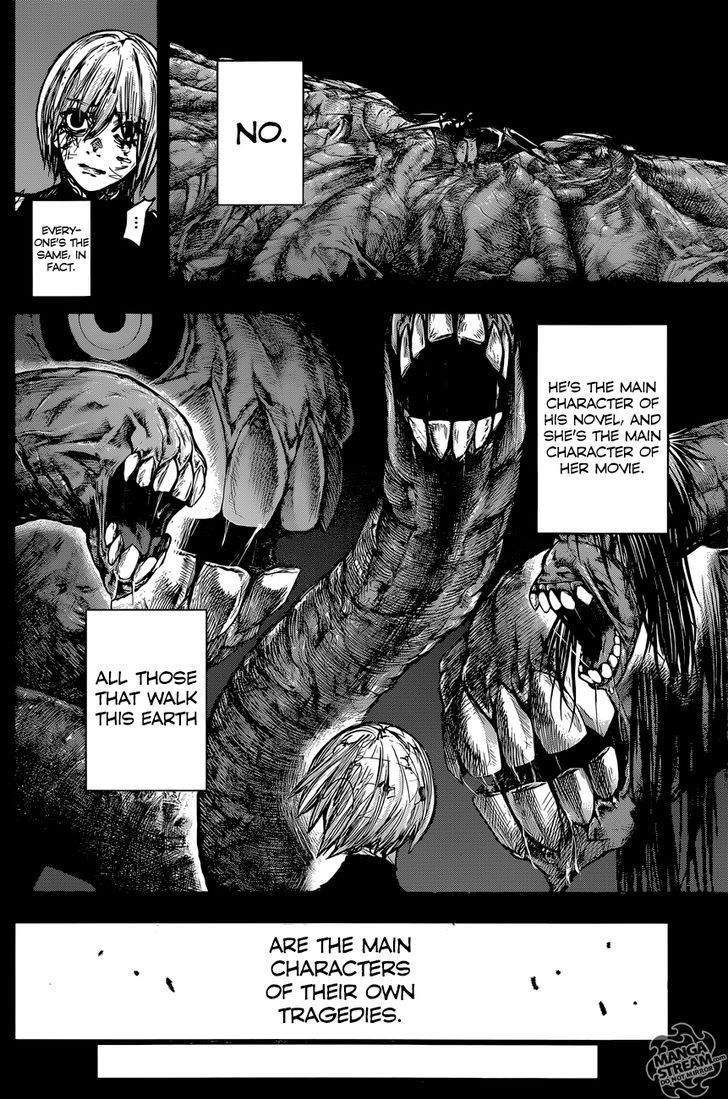 NO.
...
EVERY-
ONE'S THE
SAME, IN
FACT.
HE'S THE MAIN
CHARACTER OF
HIS NOVEL, AND
SHE'S THE MAIN
CHARACTER OF
HER MOVIE.
ALL THOSE
THAT WALK
THIS EARTH
ARE THE MAIN
CHARACTERS
OF THEIR OWN
TRAGEDIES.
MANGA
STREAM.com
DO NOT MIRROR